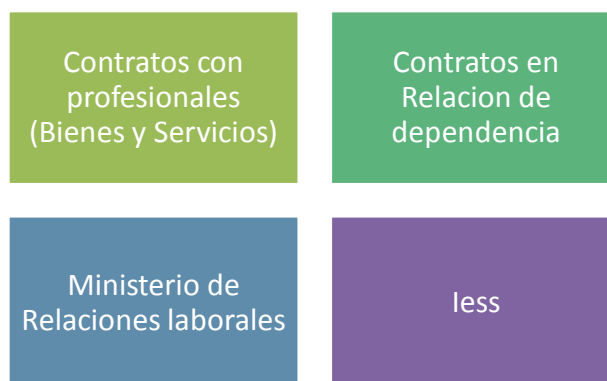 Contratos con
profesionales
(Bienes y Servicios)
Contratos en
Relacion de
dependencia
Ministerio de
Relaciones laborales
Iess